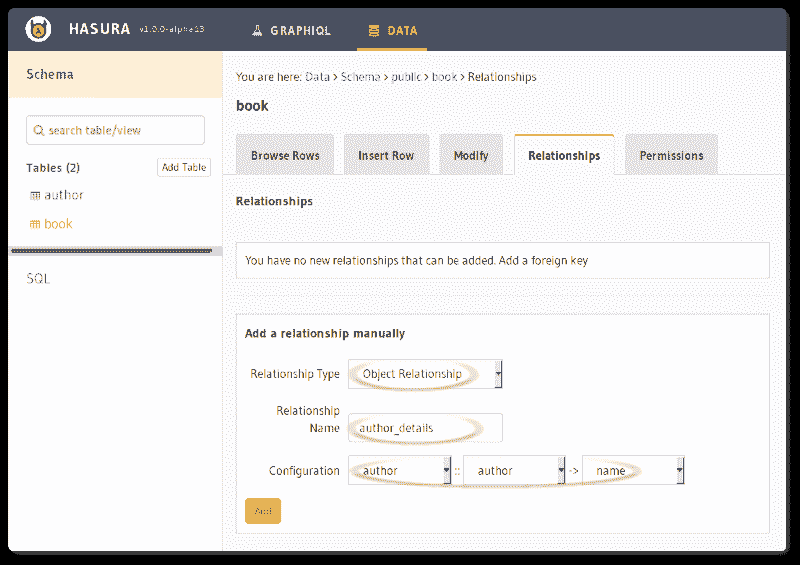 HASURA v1.0.0-alpha13 GRAPHIQL DATA
Schema
search table/view
Tables (2) Add Table
author
book
SQL
You are here: Data > Schema > public > book > Relationships
book
Browse Rows Insert Row Modify Relationships Permissions
Relationships
You have no new relationships that can be added. Add a foreign key
Add a relationship manually
Relationship Type Object Relationship
Relationship
Name author_details
Configuration author :: author -> name
Add